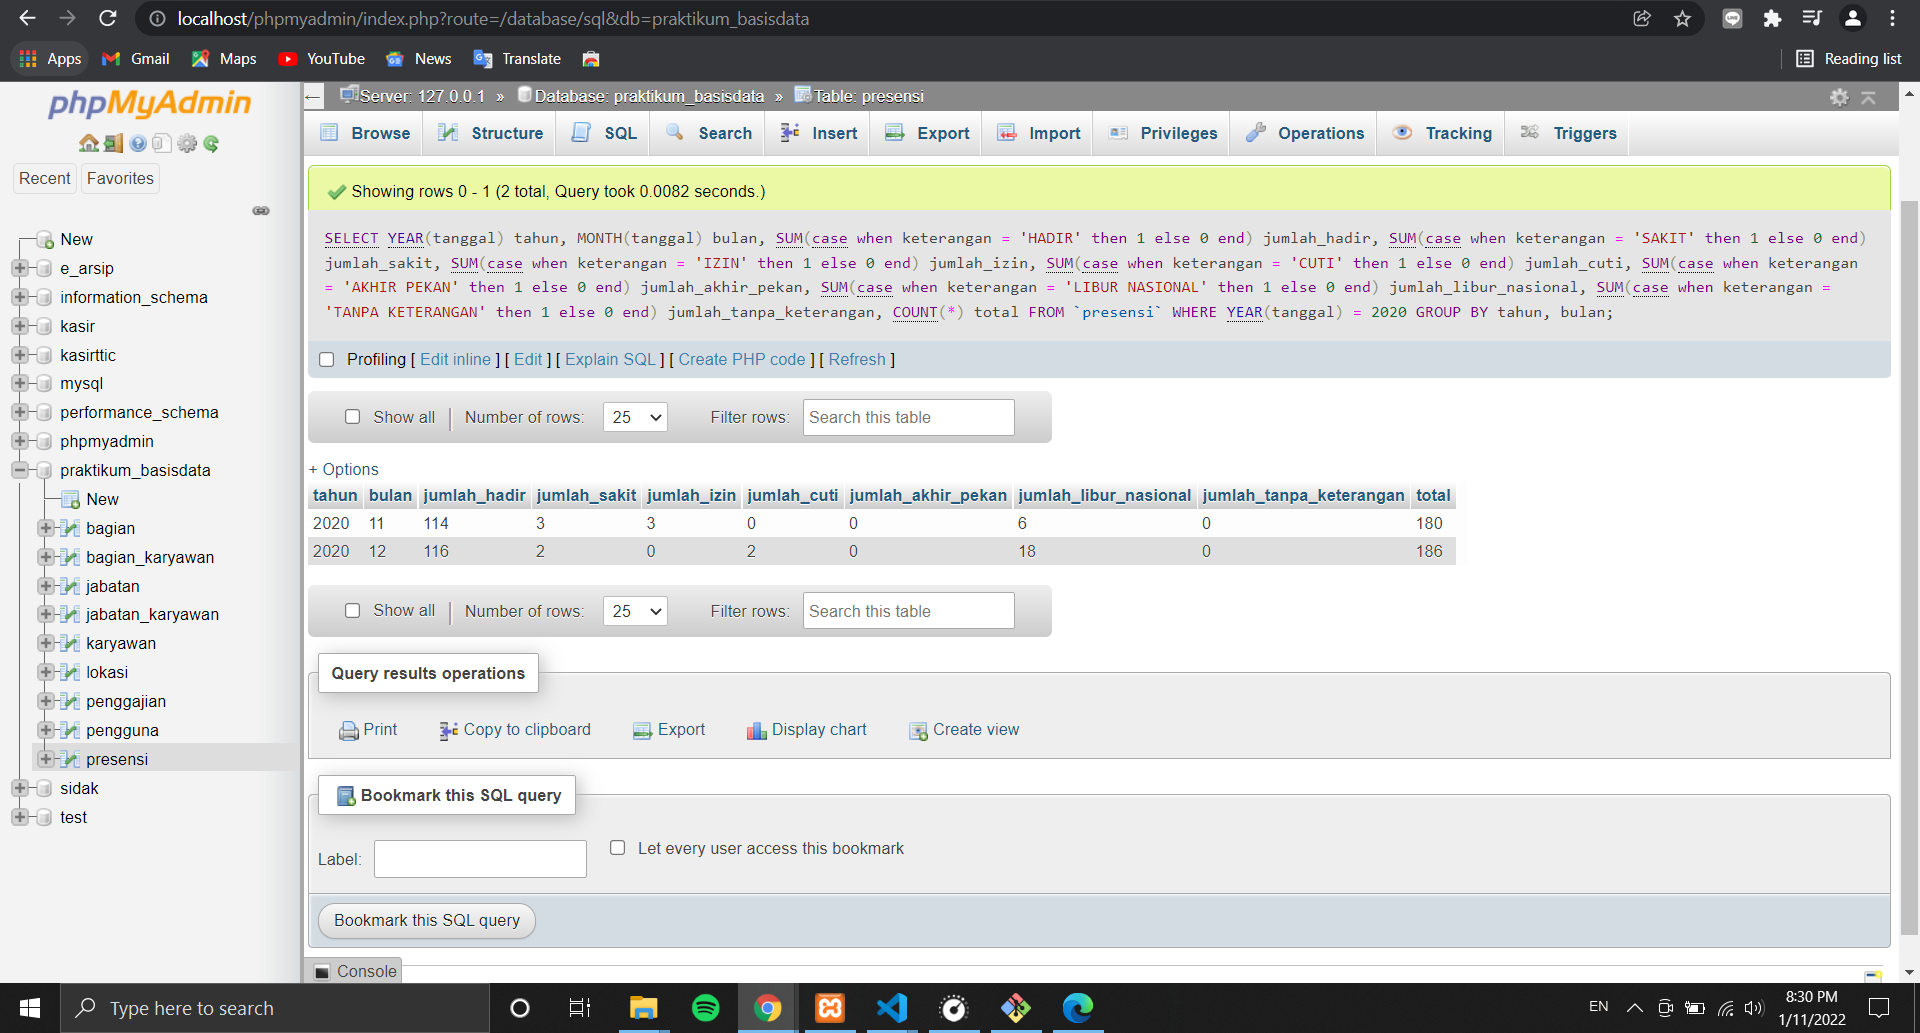 localhost/phpmyadmin/index.php?route=/database/sql&db=praktikum_basisdata
Apps Gmail Maps YouTube News Translate Reading list
phpMyAdmin
Recent Favorites
New
e_arsip
information_schema
kasir
kasirttic
mysql
performance_schema
phpmyadmin
praktikum_basisdata
New
bagian
bagian_karyawan
jabatan
jabatan_karyawan
karyawan
lokasi
penggajian
pengguna
presensi
sidak
test
Server: 127.0.0.1 » Database: praktikum_basisdata » Table: presensi
Browse Structure SQL Search Insert Export Import Privileges Operations Tracking Triggers
Showing rows 0 - 1 (2 total, Query took 0.0082 seconds.)
SELECT YEAR(tanggal) tahun, MONTH(tanggal) bulan, SUM(case when keterangan = 'HADIR' then 1 else 0 end) jumlah_hadir, SUM(case when keterangan = 'SAKIT' then 1 else 0 end)
jumlah_sakit, SUM(case when keterangan = 'IZIN' then 1 else 0 end) jumlah_izin, SUM(case when keterangan = 'CUTI' then 1 else 0 end) jumlah_cuti, SUM(case when keterangan
= 'AKHIR PEKAN' then 1 else 0 end) jumlah_akhir_pekan, SUM(case when keterangan = 'LIBUR NASIONAL' then 1 else 0 end) jumlah_libur_nasional, SUM(case when keterangan =
'TANPA KETERANGAN' then 1 else 0 end) jumlah_tanpa_keterangan, COUNT(*) total FROM `presensi` WHERE YEAR(tanggal) = 2020 GROUP BY tahun, bulan;
Profiling [ Edit inline ] [ Edit ] [ Explain SQL ] [ Create PHP code ] [ Refresh ]
Show all Number of rows: 25 Filter rows: Search this table
+ Options
tahun bulan jumlah_hadir jumlah_sakit jumlah_izin jumlah_cuti jumlah_akhir_pekan jumlah_libur_nasional jumlah_tanpa_keterangan total
2020 11 114 3 3 0 0 6 0 180
2020 12 116 2 0 2 0 18 0 186
Show all Number of rows: 25 Filter rows: Search this table
Query results operations
Print Copy to clipboard Export Display chart Create view
Bookmark this SQL query
Label: Let every user access this bookmark
Bookmark this SQL query
Console
Type here to search
EN
8:30 PM
1/11/2022